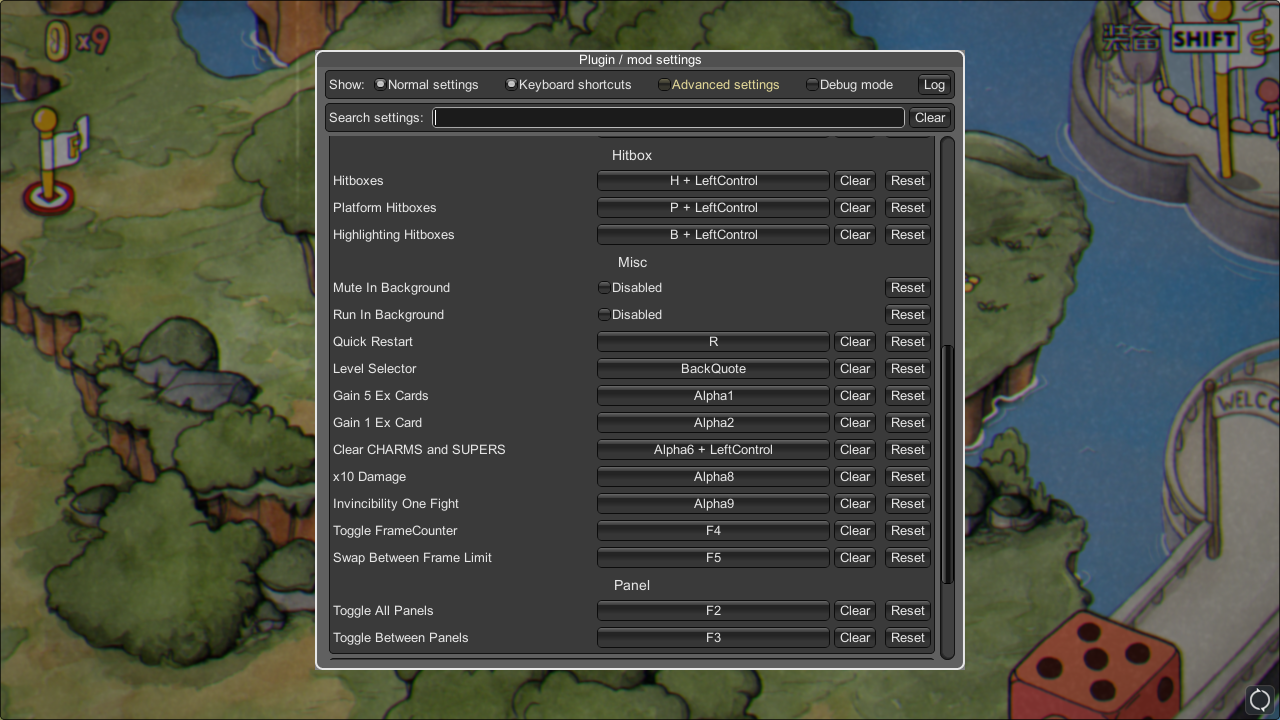 x9
装备 SHIFT
Plugin / mod settings
Show: Normal settings Keyboard shortcuts Advanced settings Debug mode Log
Search settings: Clear
Hitbox
Hitboxes H + LeftControl Clear Reset
Platform Hitboxes P + LeftControl Clear Reset
Highlighting Hitboxes B + LeftControl Clear Reset
Misc
Mute In Background Disabled Reset
Run In Background Disabled Reset
Quick Restart R Clear Reset
Level Selector BackQuote Clear Reset
Gain 5 Ex Cards Alpha1 Clear Reset
Gain 1 Ex Card Alpha2 Clear Reset
Clear CHARMS and SUPERS Alpha6 + LeftControl Clear Reset
x10 Damage Alpha8 Clear Reset
Invincibility One Fight Alpha9 Clear Reset
Toggle FrameCounter F4 Clear Reset
Swap Between Frame Limit F5 Clear Reset
Panel
Toggle All Panels F2 Clear Reset
Toggle Between Panels F3 Clear Reset
WELCO